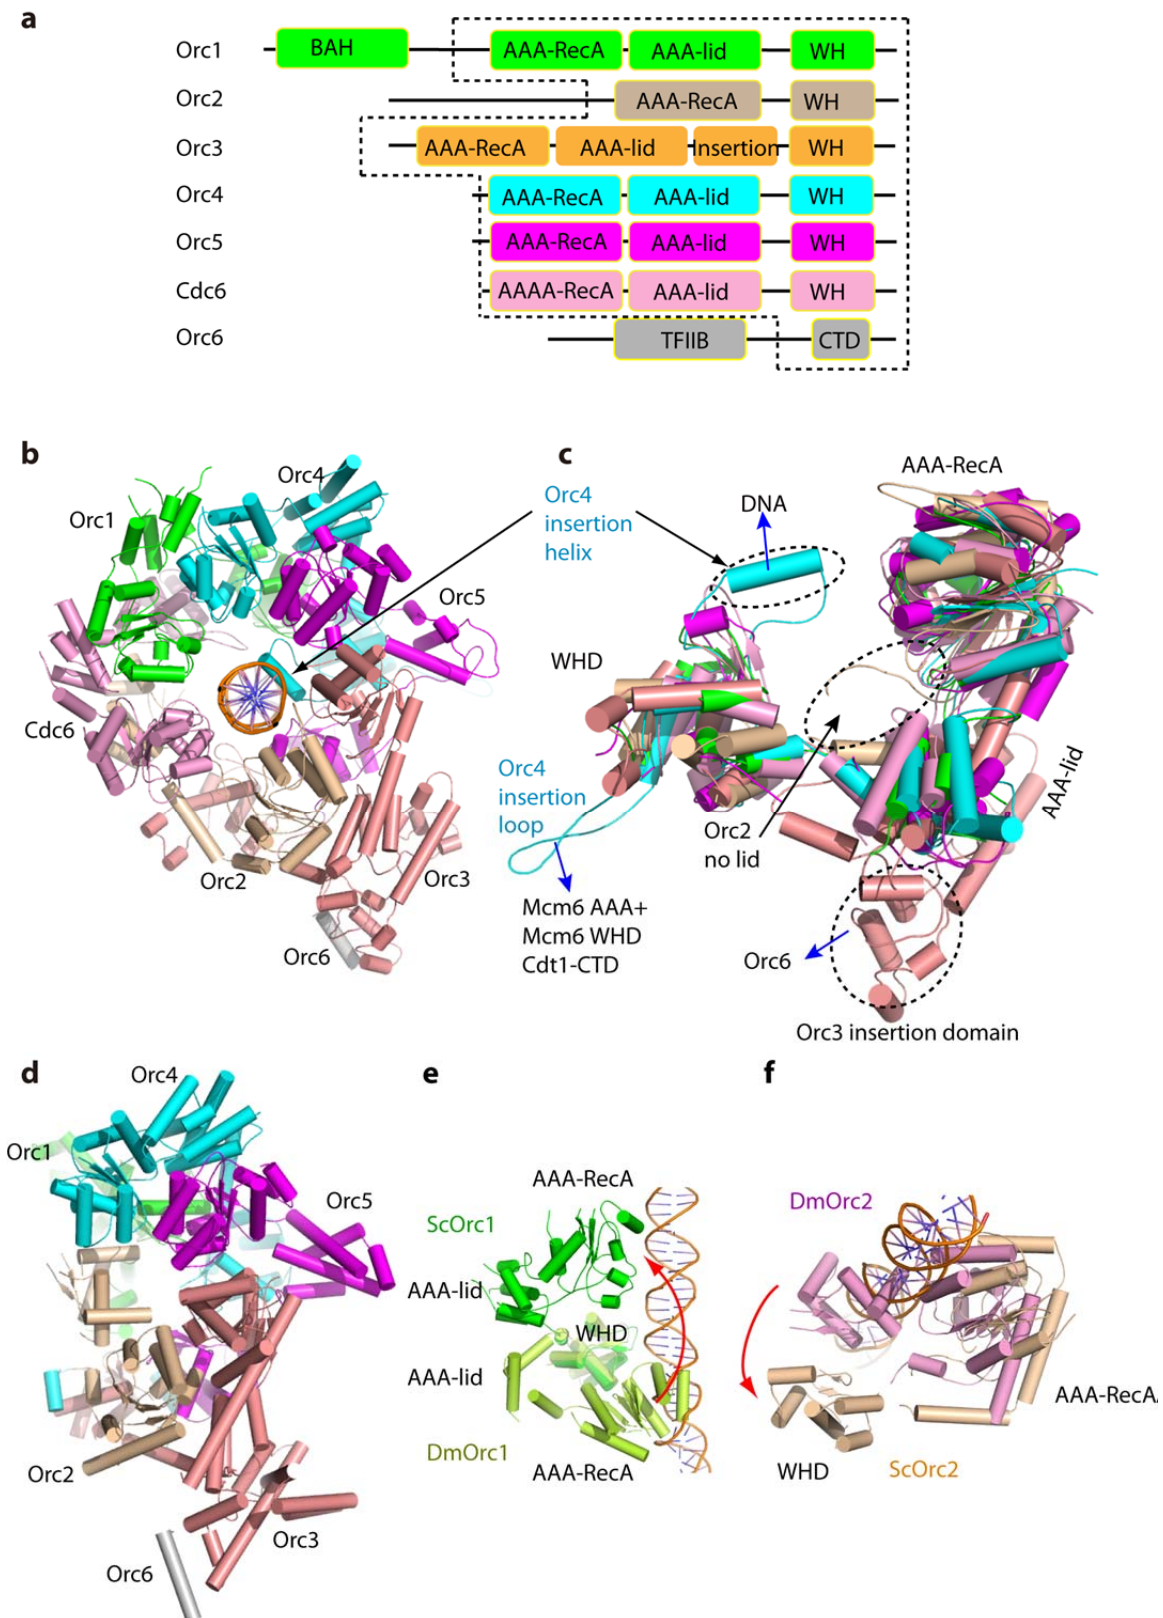 a
Orc1 BAH AAA-RecA AAA-lid WH
Orc2 AAA-RecA WH
Orc3 AAA-RecA AAA-lid Insertion WH
Orc4 AAA-RecA AAA-lid WH
Orc5 AAA-RecA AAA-lid WH
Cdc6 AAAA-RecA AAA-lid WH
Orc6 TFIIB CTD
b
Orc4
Orc1
Orc5
Cdc6
Orc2
Orc3
Orc6
Orc4
insertion
helix
c
AAA-RecA
DNA
WHD
Orc4
insertion
loop
Orc2
no lid
AAA-lid
Mcm6 AAA+
Mcm6 WHD
Cdt1-CTD
Orc6
Orc3 insertion domain
d
Orc4
Orc1
Orc5
Orc2
Orc3
Orc6
e
AAA-RecA
ScOrc1
AAA-lid
WHD
AAA-lid
DmOrc1
AAA-RecA
f
DmOrc2
AAA-RecA
WHD
ScOrc2